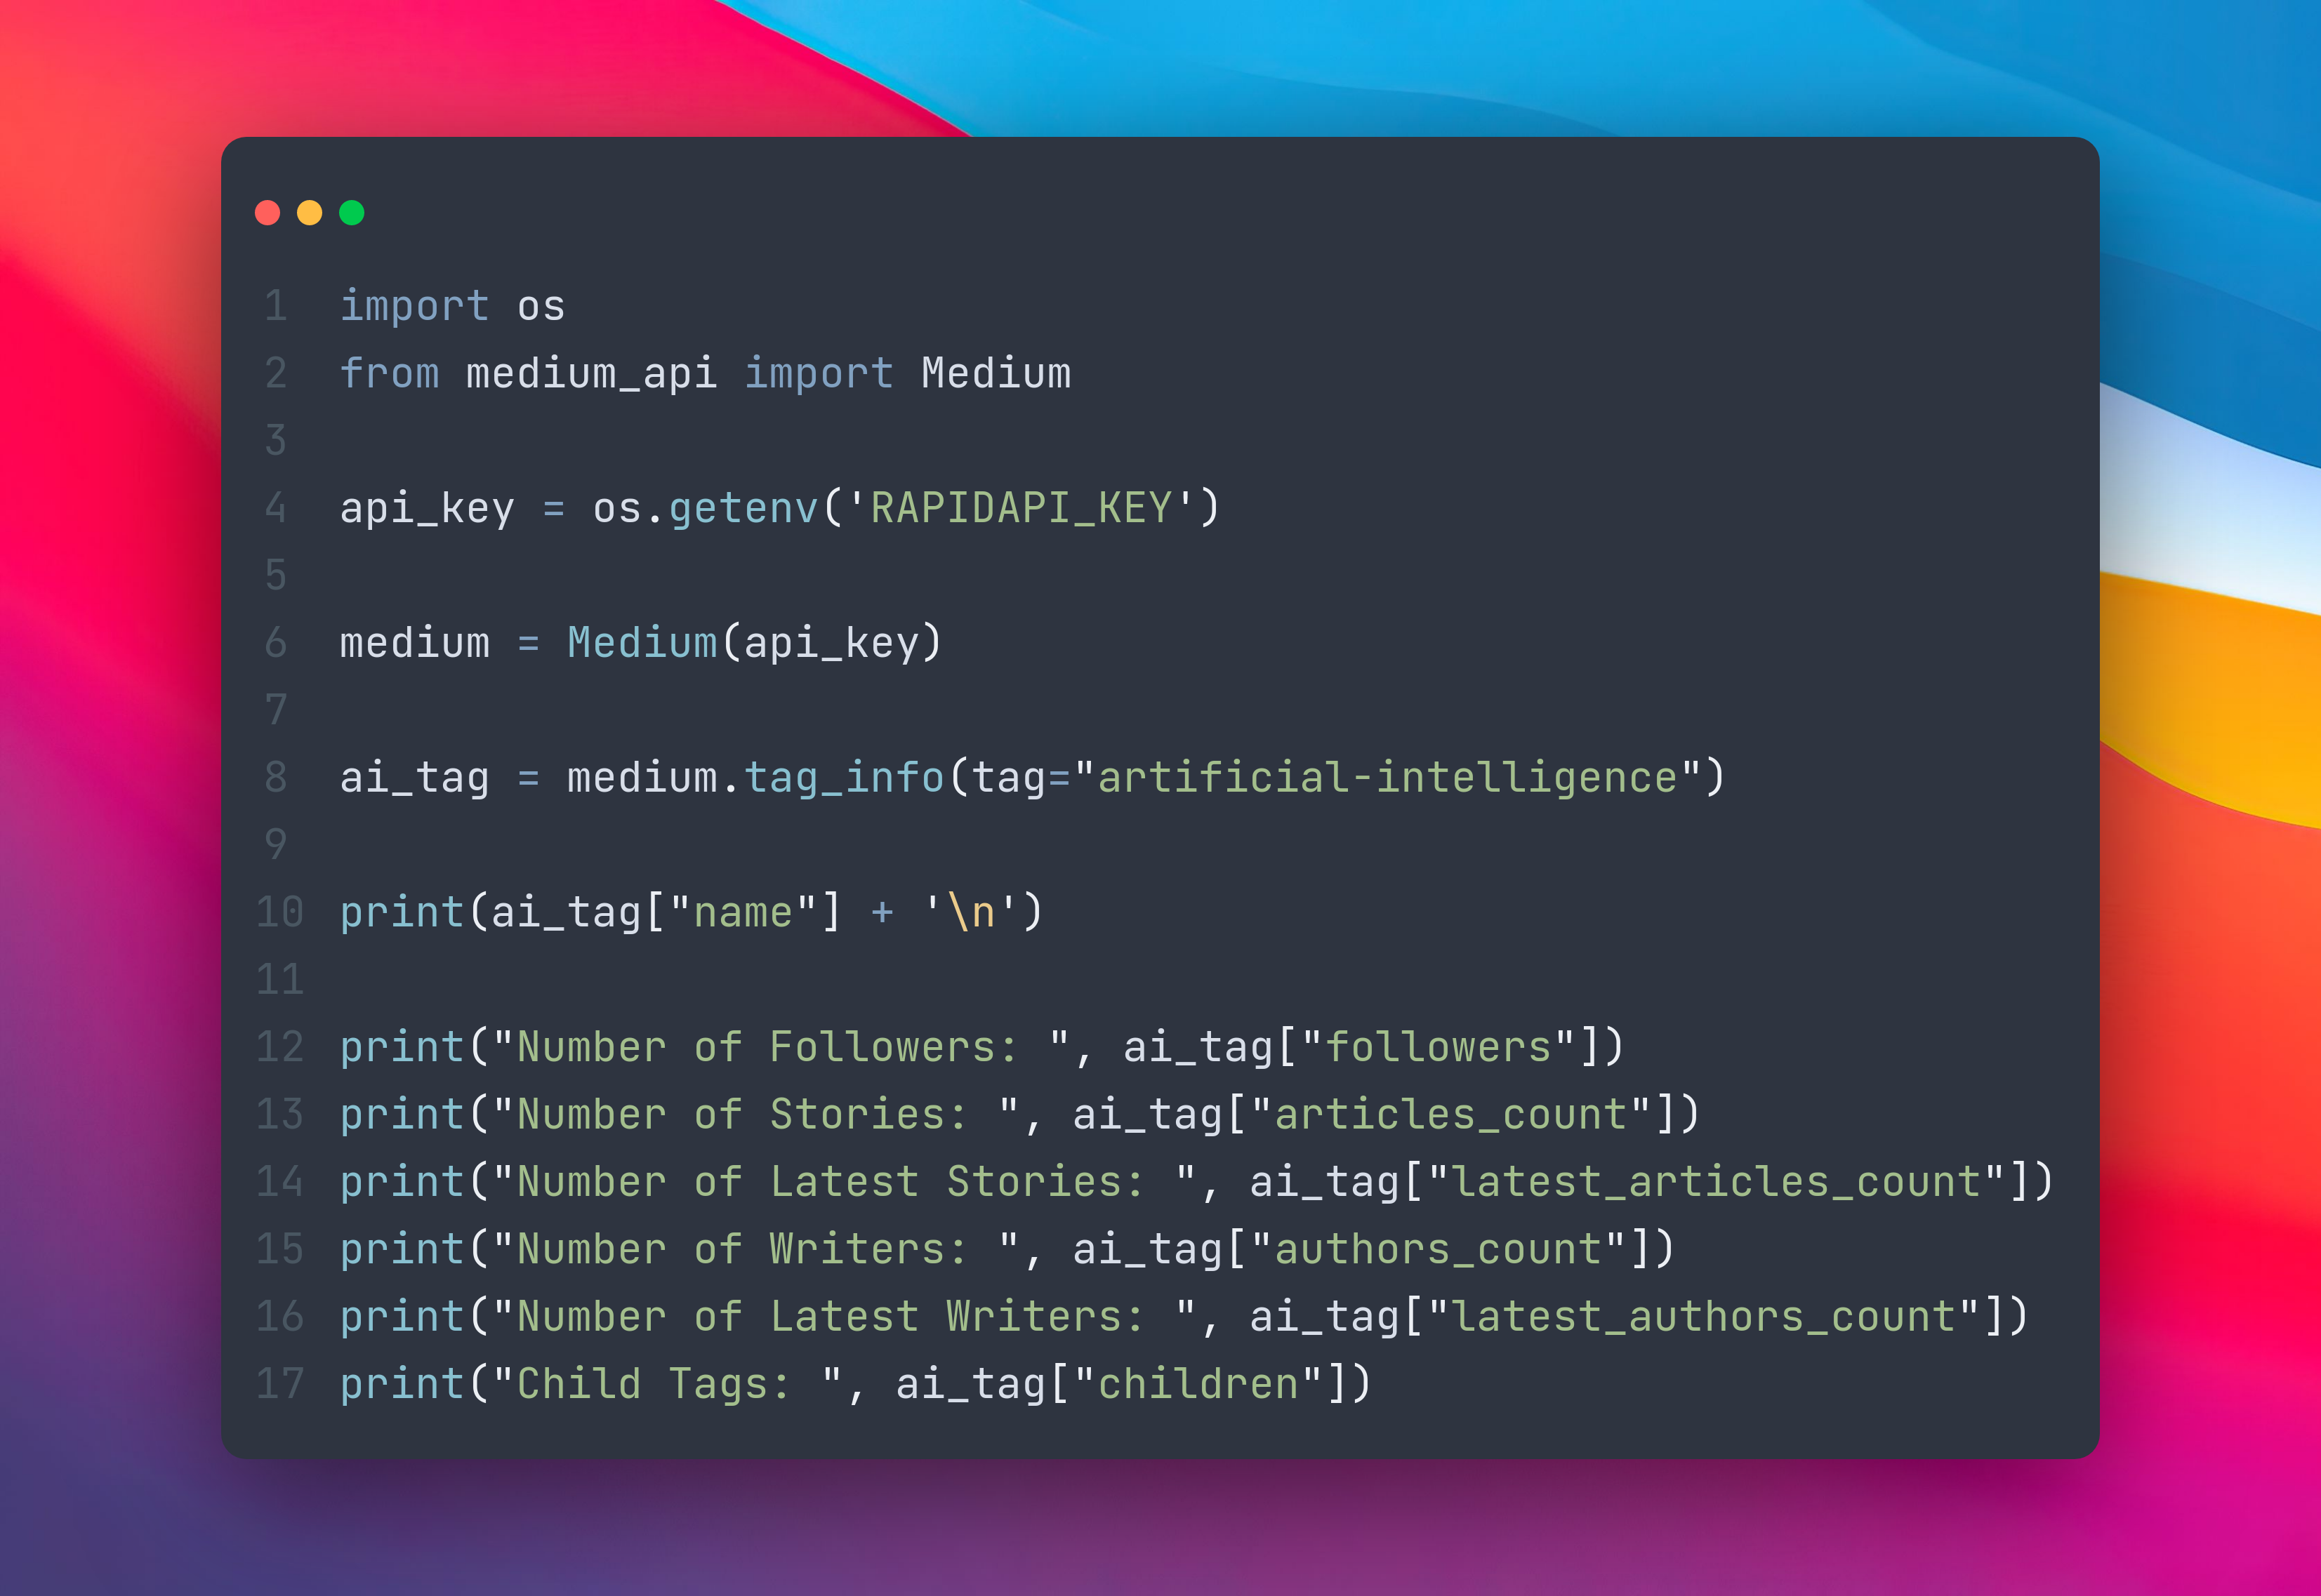 1 import os
2 from medium_api import Medium
3
4 api_key = os.getenv('RAPIDAPI_KEY')
5
6 medium = Medium(api_key)
7
8 ai_tag = medium.tag_info(tag="artificial-intelligence")
9
10 print(ai_tag["name"] + '\n')
11
12 print("Number of Followers: ", ai_tag["followers"])
13 print("Number of Stories: ", ai_tag["articles_count"])
14 print("Number of Latest Stories: ", ai_tag["latest_articles_count"])
15 print("Number of Writers: ", ai_tag["authors_count"])
16 print("Number of Latest Writers: ", ai_tag["latest_authors_count"])
17 print("Child Tags: ", ai_tag["children"])